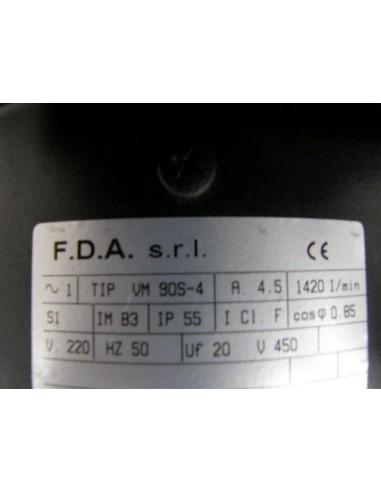 F.D.A. s.r.l. CE
~ 1 TIP VM 90S-4 A. 4.5 1420 1/min
S1 IM B3 IP 55 I Cl. F cosφ 0.85
V. 220 HZ 50 Uf 20 V 450